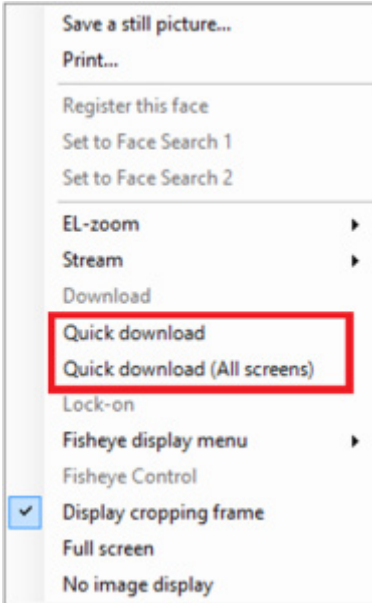 Save a still picture...
Print...
Register this face
Set to Face Search 1
Set to Face Search 2
EL-zoom
Stream
Download
Quick download
Quick download (All screens)
Lock-on
Fisheye display menu
Fisheye Control
Display cropping frame
Full screen
No image display